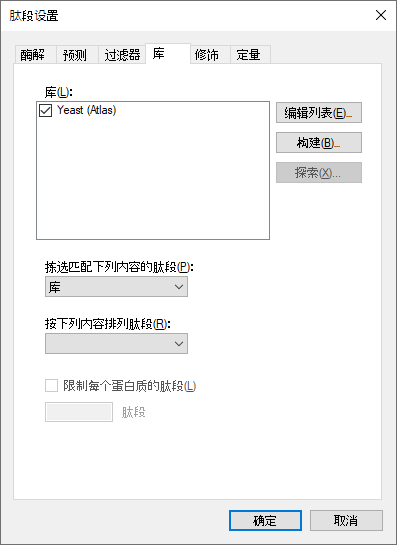 肽段设置
酶解 预测 过滤器 库 修饰 定量
库(L):
Yeast (Atlas)
编辑列表(E)...
构建(B)...
探索(X)...
拣选匹配下列内容的肽段(P):
库
按下列内容排列肽段(R):
限制每个蛋白质的肽段(L)
肽段
确定 取消